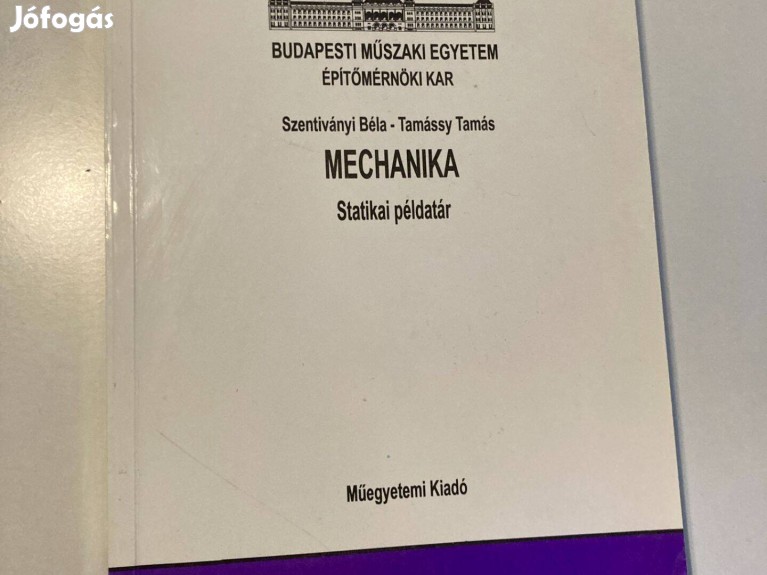 Jófogás
BUDAPESTI MŰSZAKI EGYETEM
ÉPÍTŐMÉRNÖKI KAR
Szentiványi Béla - Tamássy Tamás
MECHANIKA
Statikai példatár
Műegyetemi Kiadó